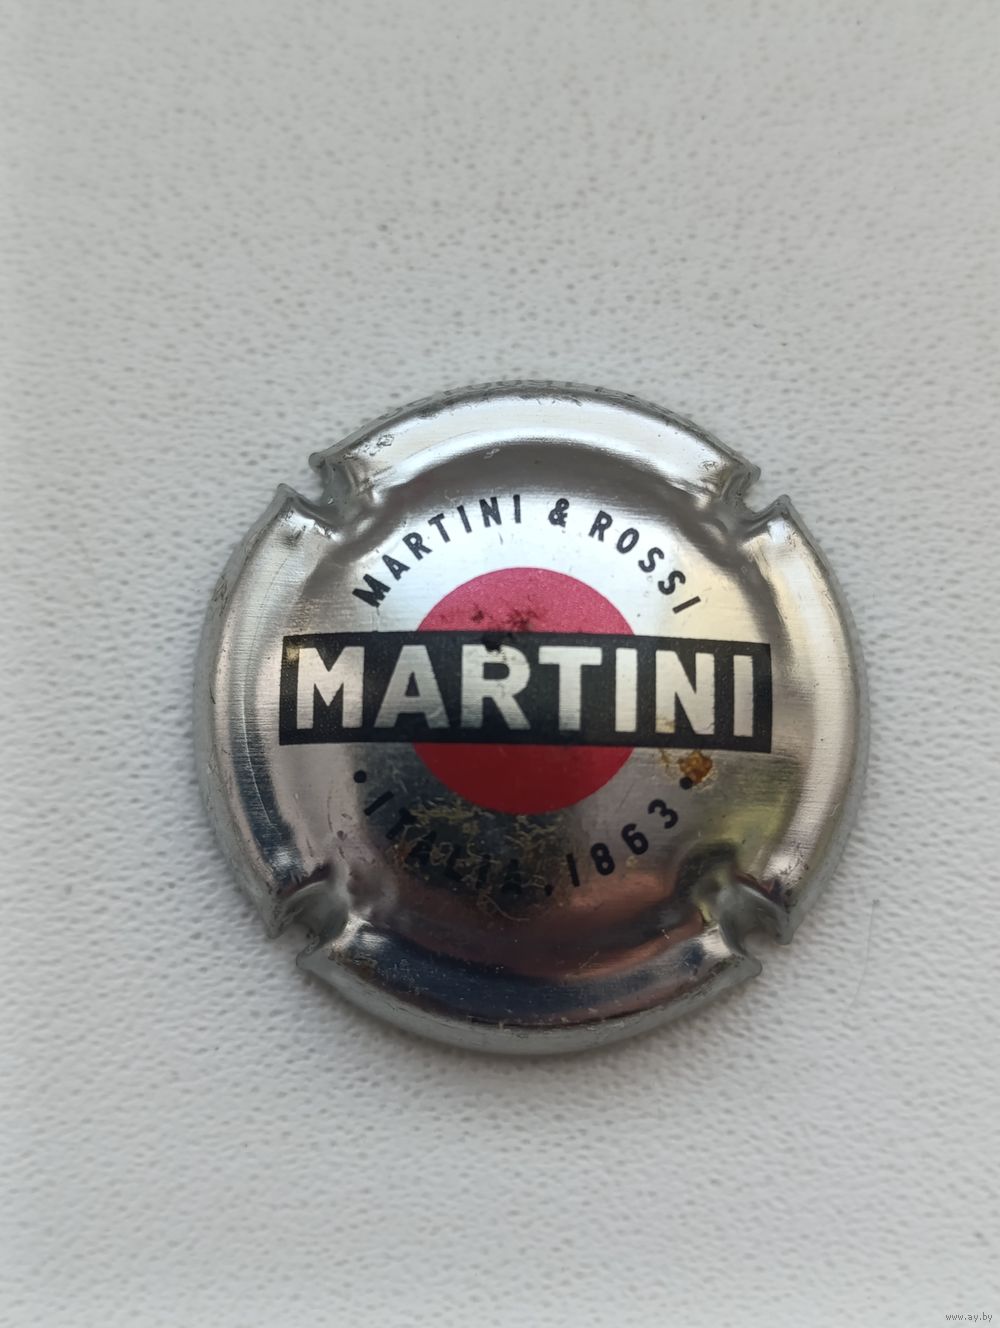 MARTINI & ROSSI
MARTINI
• ITALIA . 1863 •
www.ay.by